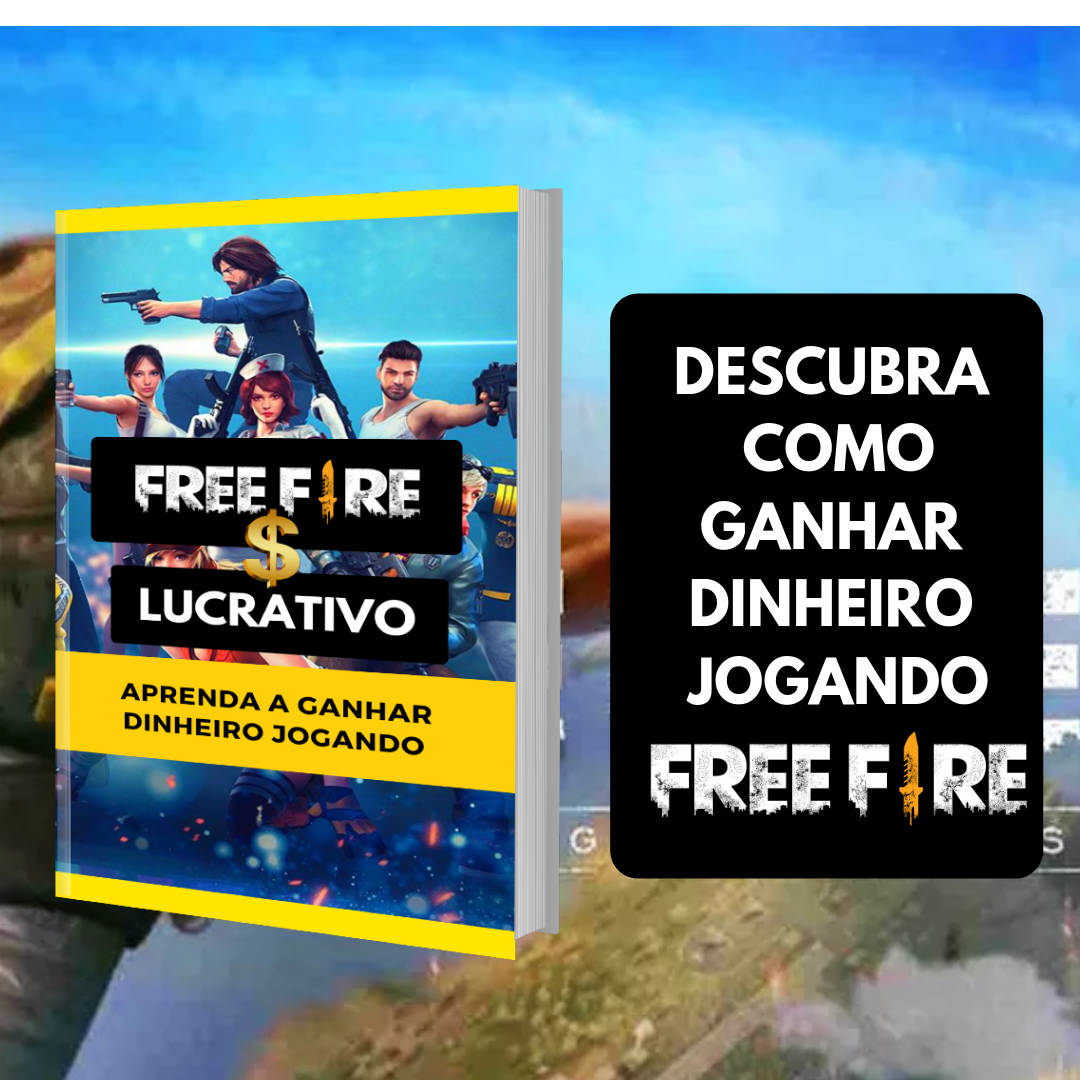 FREE FIRE
$
LUCRATIVO
APRENDA A GANHAR
DINHEIRO JOGANDO
DESCUBRA
COMO
GANHAR
DINHEIRO
JOGANDO
FREE FIRE
G
S